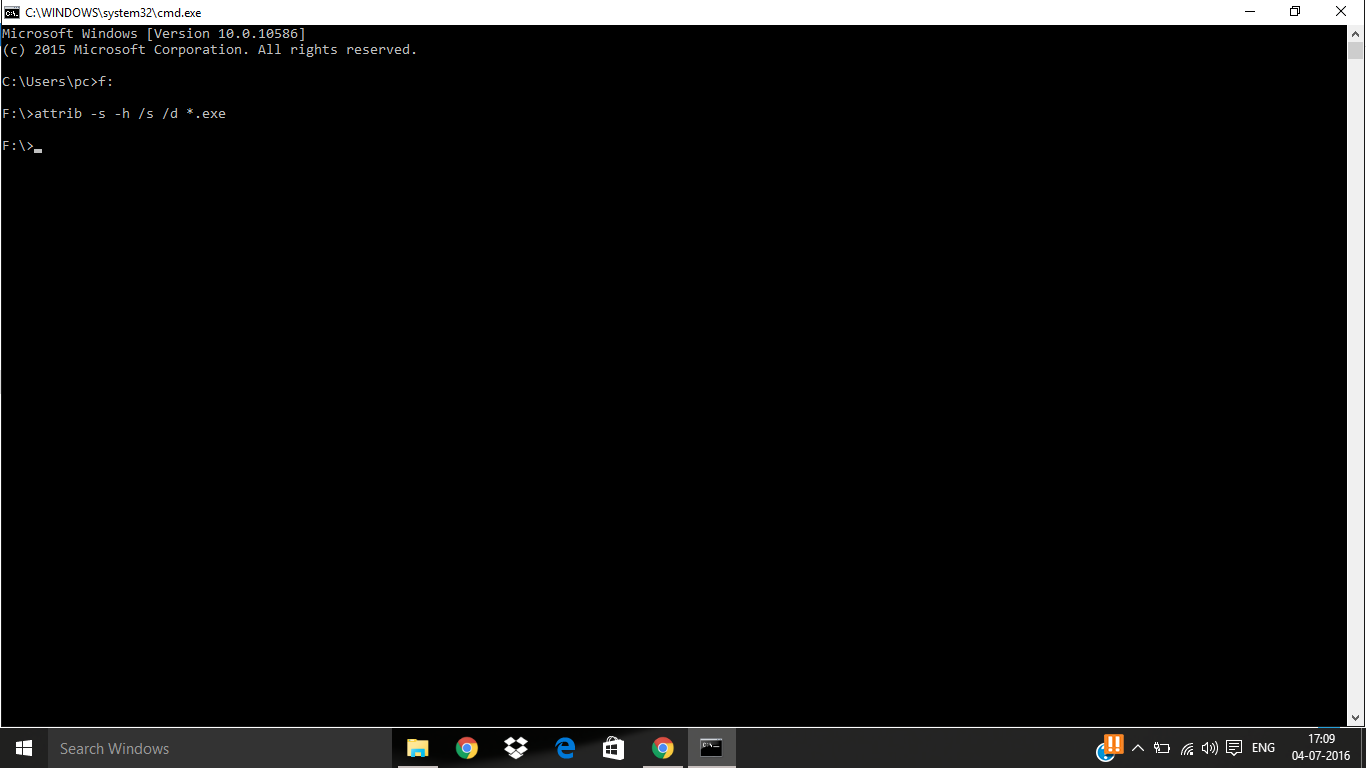 C:\WINDOWS\system32\cmd.exe
Microsoft Windows [Version 10.0.10586]
(c) 2015 Microsoft Corporation. All rights reserved.
C:\Users\pc>f:
F:\>attrib -s -h /s /d *.exe
F:\>
Search Windows
ENG
17:09
04-07-2016